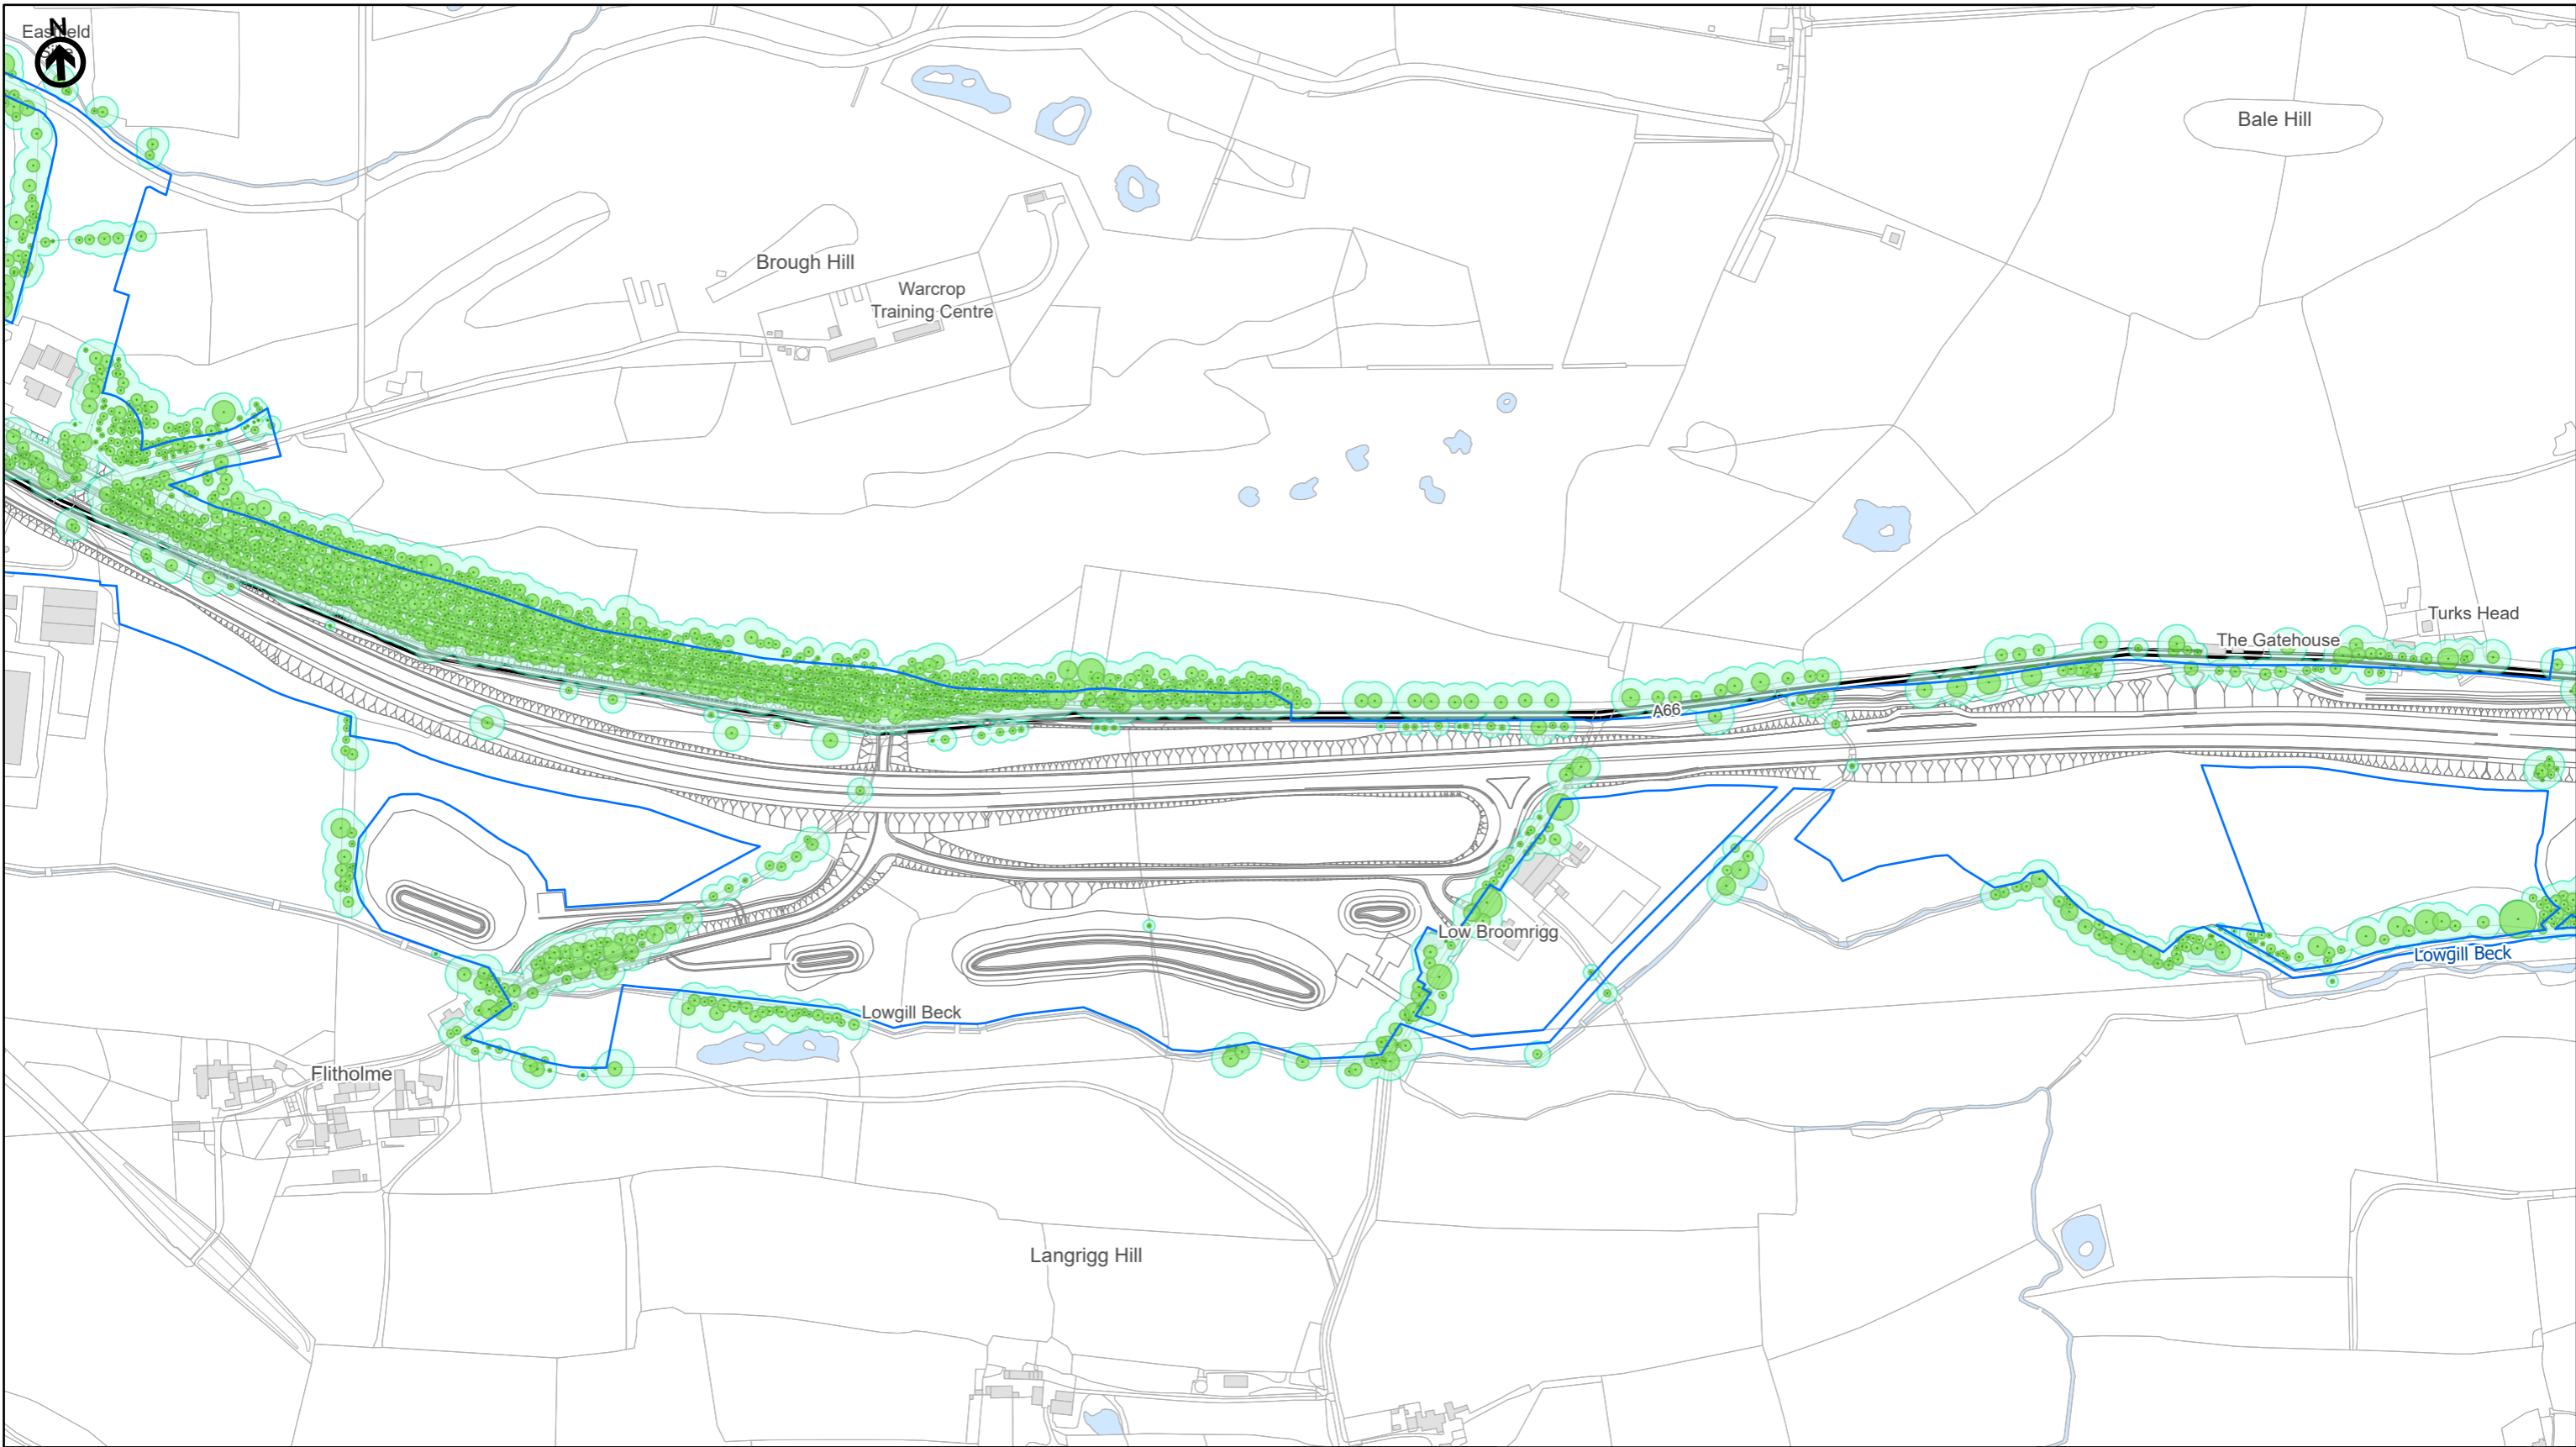 N
Eastfield
Bale Hill
Brough Hill
Warcrop
Training Centre
Turks Head
The Gatehouse
A66
Low Broomrigg
Lowgill Beck
Lowgill Beck
Flitholme
Langrigg Hill